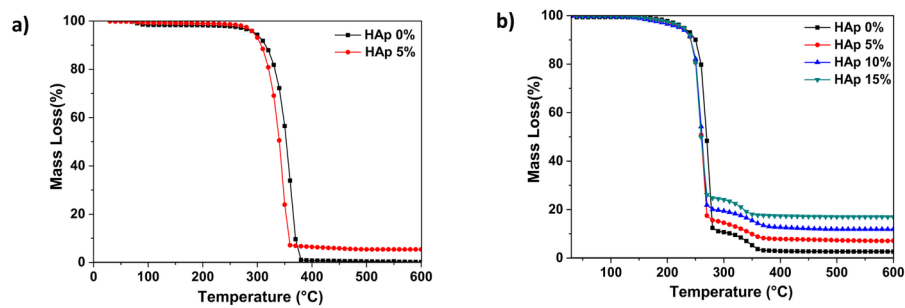 a)
HAp 0%
HAp 5%
Mass Loss(%)
100
80
60
40
20
0
0 100 200 300 400 500 600
Temperature (°C)
b)
HAp 0%
HAp 5%
HAp 10%
HAp 15%
Mass Loss(%)
100
80
60
40
20
0
100 200 300 400 500 600
Temperature (°C)